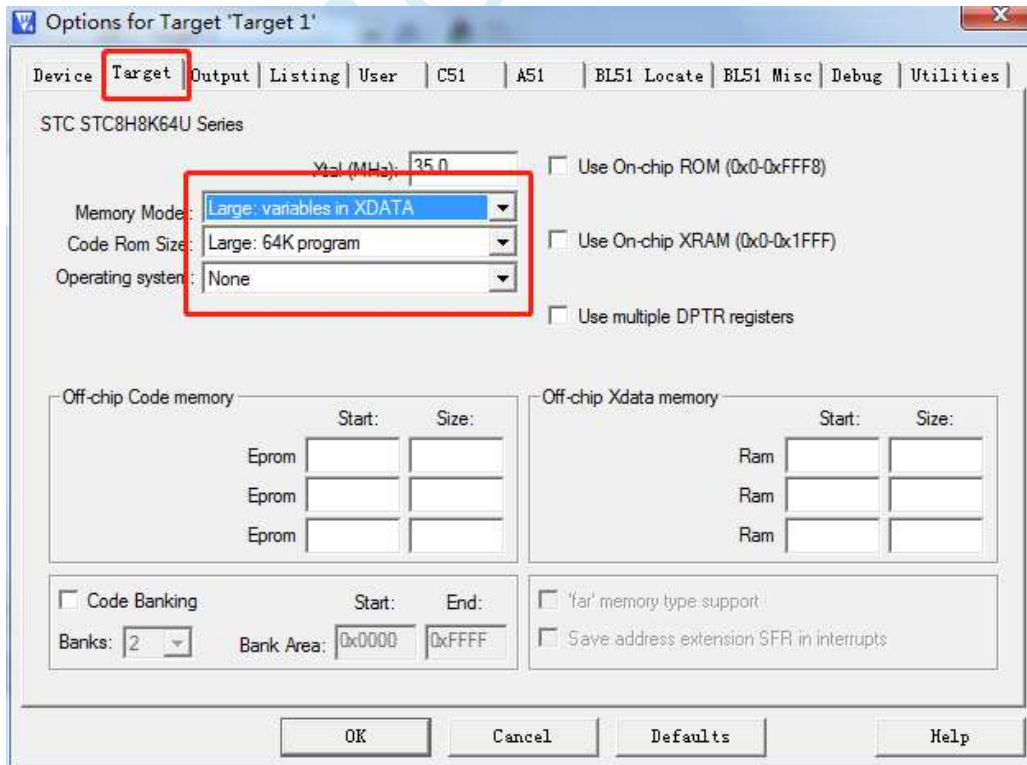 Options for Target 'Target 1'
Device Target Output Listing User C51 A51 BL51 Locate BL51 Misc Debug Utilities
STC STC8H8K64U Series
Xtal (MHz): 35.0
Use On-chip ROM (0x0-0xFFF8)
Memory Model: Large: variables in XDATA
Code Rom Size: Large: 64K program
Use On-chip XRAM (0x0-0x1FFF)
Operating system: None
Use multiple DPTR registers
Off-chip Code memory
Start: Size:
Eprom
Eprom
Eprom
Off-chip Xdata memory
Start: Size:
Ram
Ram
Ram
Code Banking Start: End:
Banks: 2 Bank Area: 0x0000 0xFFFF
'far' memory type support
Save address extension SFR in interrupts
OK Cancel Defaults Help